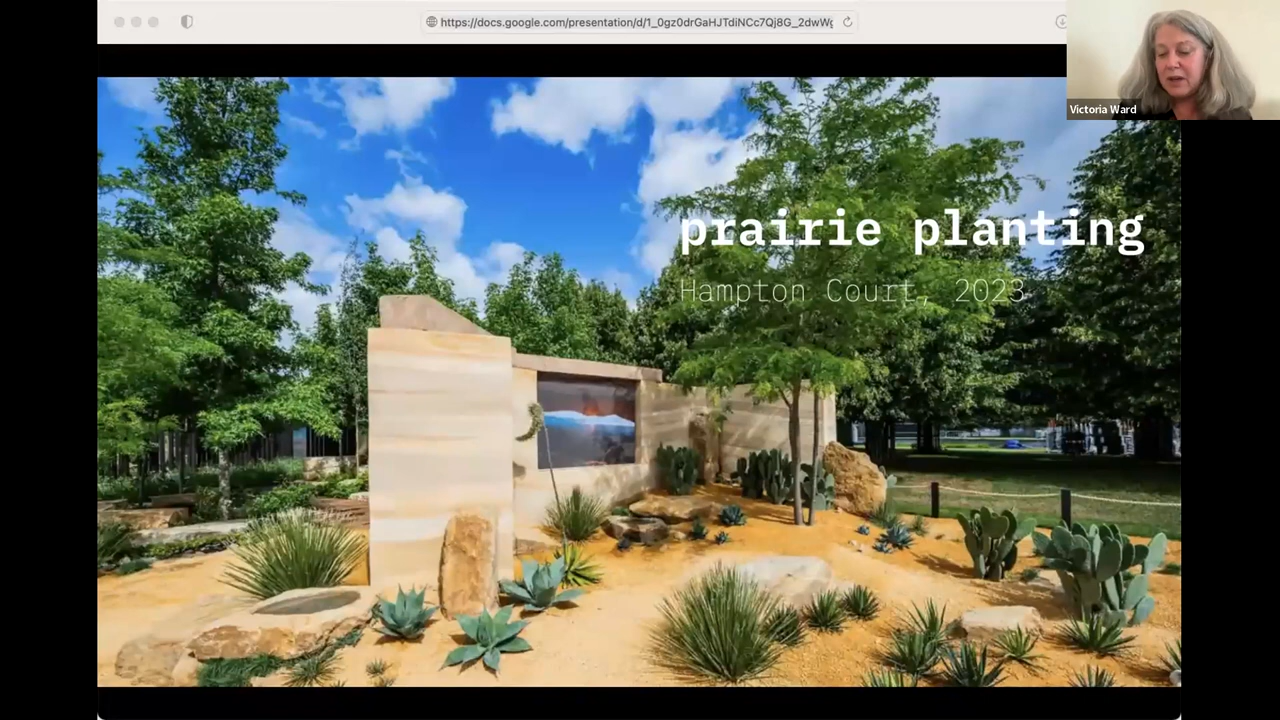 https://docs.google.com/presentation/d/1_0gz0drGaHJTdiNCc7Qj8G_2dwWg
Victoria Ward
prairie planting
Hampton Court, 2023